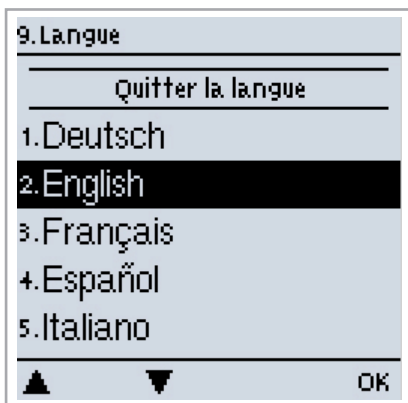 9.Langue
Quitter la langue
1.Deutsch
2.English
3.Français
4.Español
5.Italiano
OK